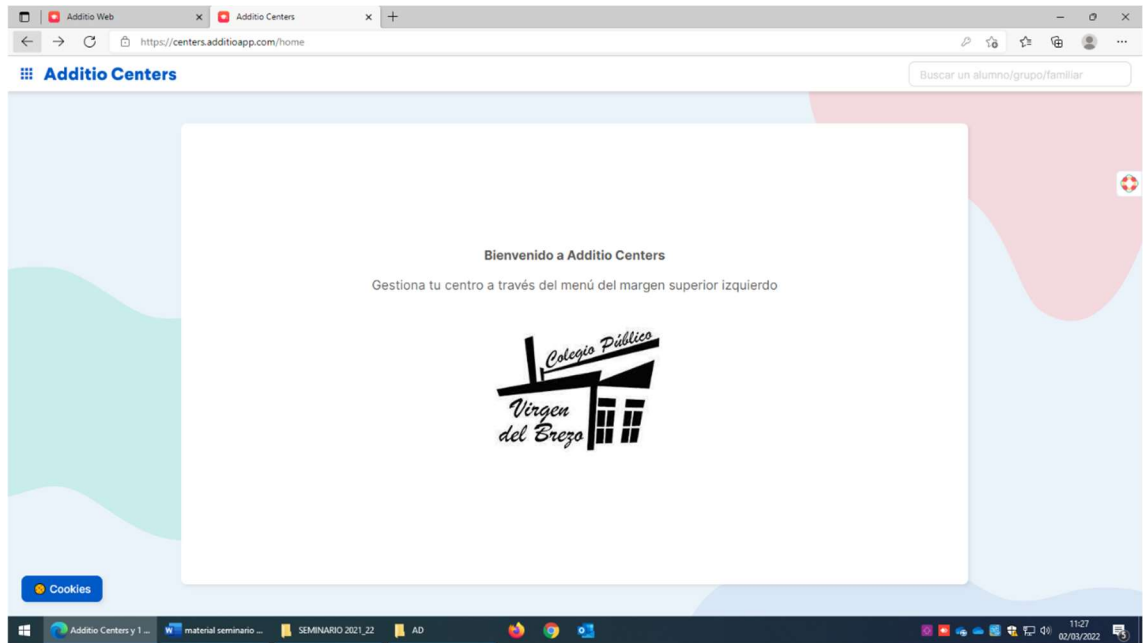 Additio Web
Additio Centers
https://centers.additioapp.com/home
Additio Centers
Buscar un alumno/grupo/familiar
Bienvenido a Additio Centers
Gestiona tu centro a través del menú del margen superior izquierdo
Colegio Público
Virgen
del Brezo
Cookies
Additio Centers y 1 ...
material seminario ...
SEMINARIO 2021_22
AD
11:27
02/03/2022